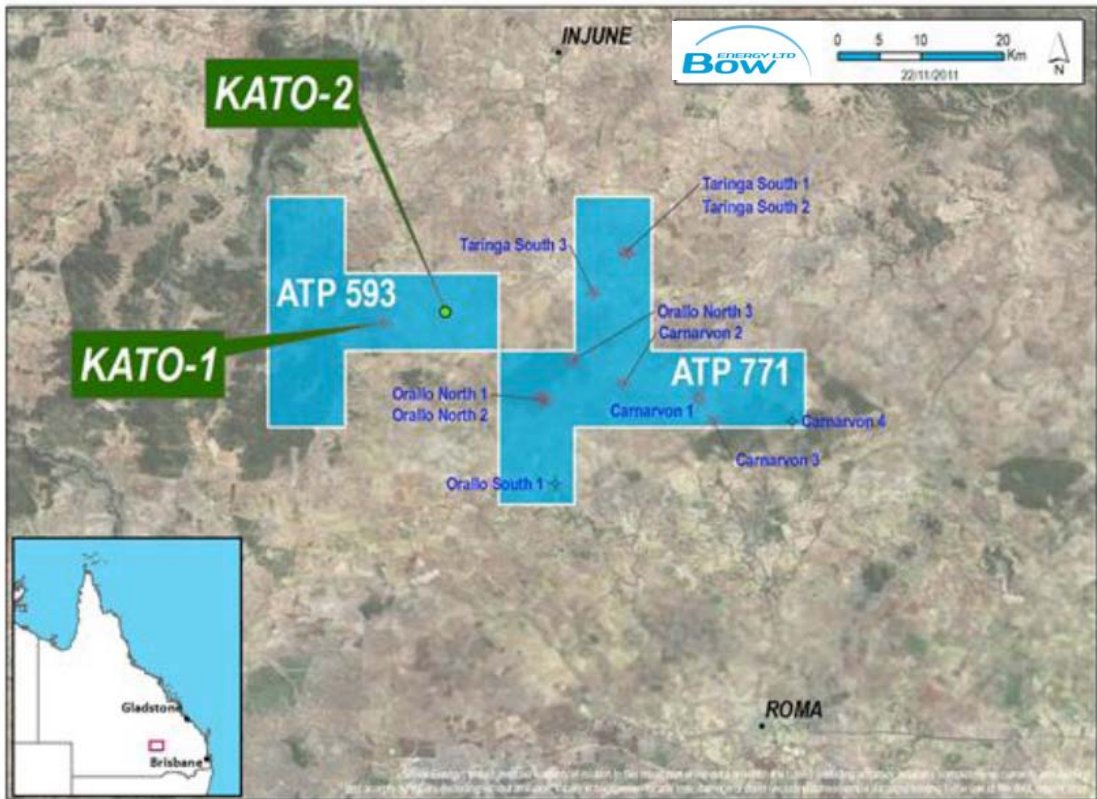 INJUNE
ENERGY LTD
BOW
0 5 10 20
Km
22/11/2011
N
KATO-2
Taringa South 1
Taringa South 2
Taringa South 3
ATP 593
Orallo North 3
Carnarvon 2
KATO-1
ATP 771
Orallo North 1
Orallo North 2
Carnarvon 1
Carnarvon 4
Carnarvon 3
Orallo South 1
Gladstone
Brisbane
ROMA